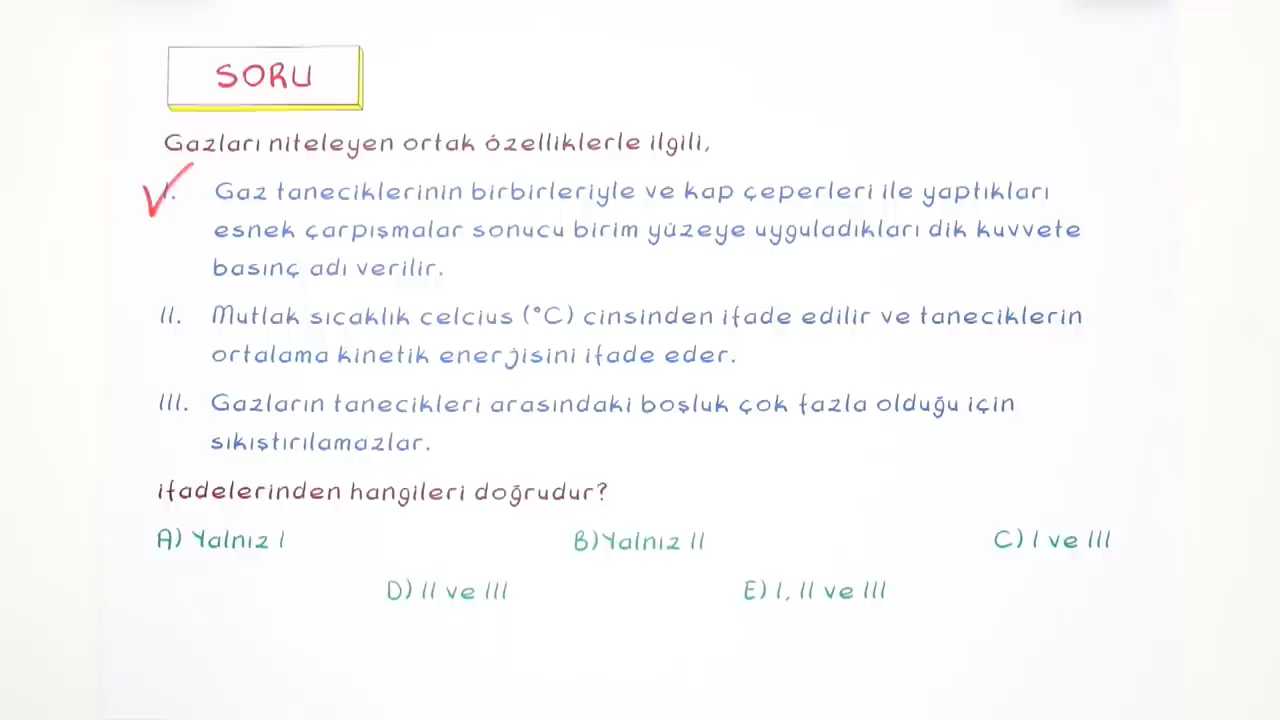 SORU
Gazları niteleyen ortak özelliklerle ilgili,
I. Gaz taneciklerinin birbirleriyle ve kap çeperleri ile yaptıkları
esnek çarpışmalar sonucu birim yüzeye uyguladıkları dik kuvvete
basınç adı verilir.
II. Mutlak sıcaklık celcius (°C) cinsinden ifade edilir ve taneciklerin
ortalama kinetik enerjisini ifade eder.
III. Gazların tanecikleri arasındaki boşluk çok fazla olduğu için
sıkıştırılamazlar.
ifadelerinden hangileri doğrudur?
A) Yalnız I B) Yalnız II C) I ve III
D) II ve III E) I, II ve III